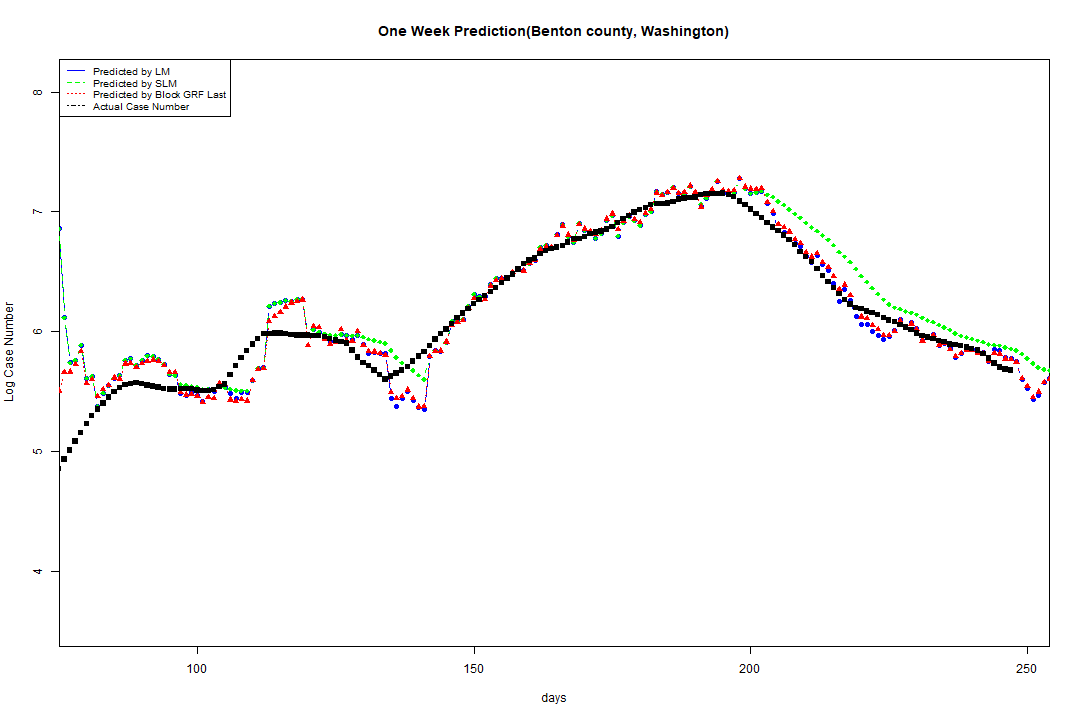 One Week Prediction(Benton county, Washington)
Predicted by LM
Predicted by SLM
Predicted by Block GRF Last
Actual Case Number
8
7
6
5
4
Log Case Number
100 150 200 250
days